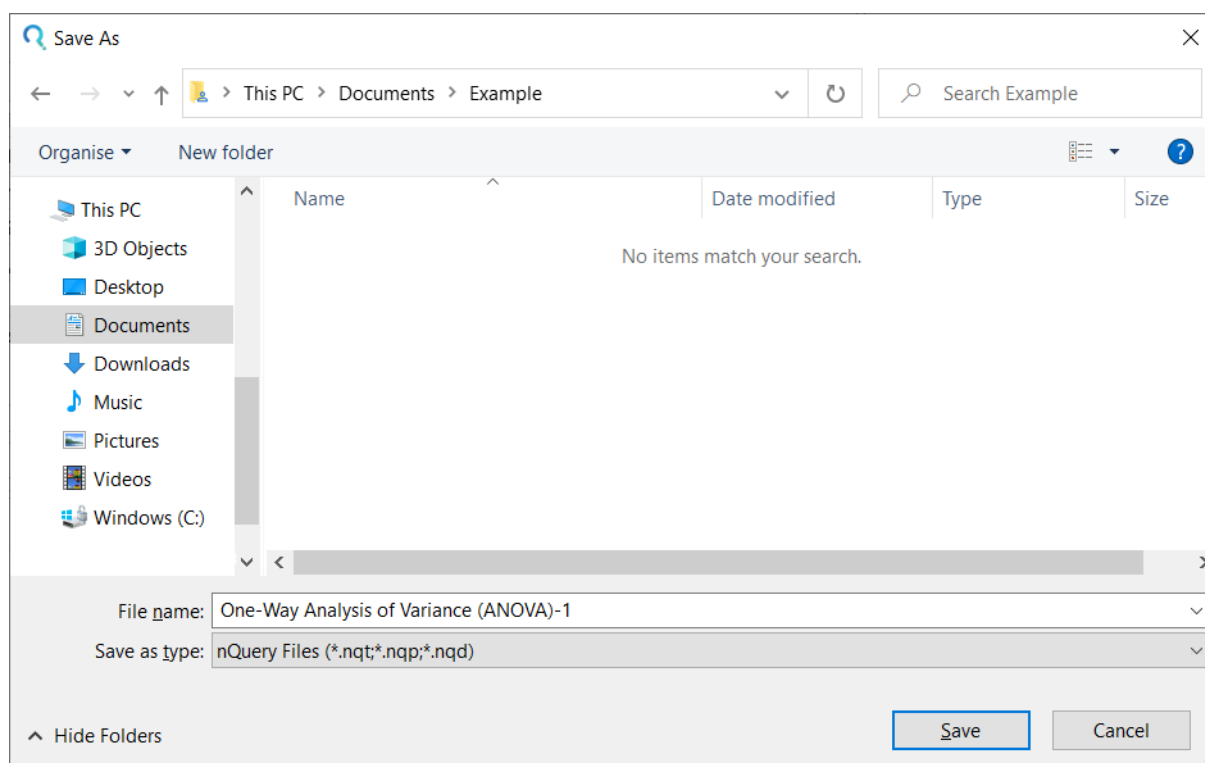 Save As
This PC > Documents > Example
Search Example
Organise
New folder
Name
Date modified
Type
Size
This PC
3D Objects
Desktop
Documents
Downloads
Music
Pictures
Videos
Windows (C:)
No items match your search.
File name: One-Way Analysis of Variance (ANOVA)-1
Save as type: nQuery Files (*.nqt;*.nqp;*.nqd)
Hide Folders
Save
Cancel